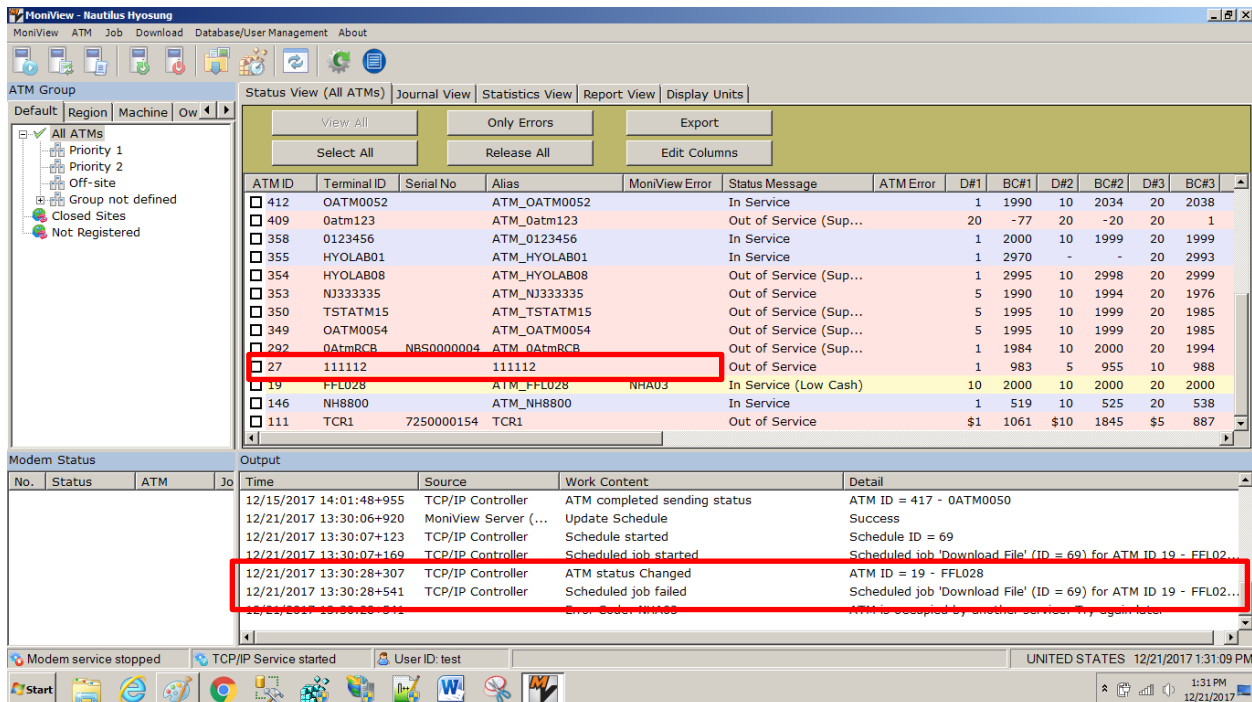 MoniView - Nautilus Hyosung
MoniView ATM Job Download Database/User Management About
ATM Group
Default Region Machine Ow
All ATMs
Priority 1
Priority 2
Off-site
Group not defined
Closed Sites
Not Registered
Status View (All ATMs) Journal View Statistics View Report View Display Units
View All Only Errors Export
Select All Release All Edit Columns
ATM ID Terminal ID Serial No Alias MoniView Error Status Message ATM Error D#1 BC#1 D#2 BC#2 D#3 BC#3
412 OATM0052 ATM_OATM0052 In Service 1 1990 10 2034 20 2038
409 0atm123 ATM_0atm123 Out of Service (Sup... 20 -77 20 -20 20 1
358 0123456 ATM_0123456 In Service 1 2000 10 1999 20 1999
355 HYOLAB01 ATM_HYOLAB01 In Service 1 2970 - - 20 2993
354 HYOLAB08 ATM_HYOLAB08 Out of Service (Sup... 1 2995 10 2998 20 2999
353 NJ333335 ATM_NJ333335 Out of Service 5 1990 10 1994 20 1976
350 TSTATM15 ATM_TSTATM15 Out of Service (Sup... 5 1995 10 1999 20 1985
349 OATM0054 ATM_OATM0054 Out of Service (Sup... 5 1995 10 1999 20 1985
292 0AtmRCB NBS0000004 ATM_0AtmRCB Out of Service (Sup... 1 1984 10 2000 20 1994
27 111112 111112 Out of Service 1 983 5 955 10 988
19 FFL028 ATM_FFL028 NHA03 In Service (Low Cash) 10 2000 10 2000 20 2000
146 NH8800 ATM_NH8800 In Service 1 519 10 525 20 538
111 TCR1 7250000154 TCR1 Out of Service $1 1061 $10 1845 $5 887
Modem Status
No. Status ATM Jo
Output
Time Source Work Content Detail
12/15/2017 14:01:48+955 TCP/IP Controller ATM completed sending status ATM ID = 417 - 0ATM0050
12/21/2017 13:30:06+920 MoniView Server (... Update Schedule Success
12/21/2017 13:30:07+123 TCP/IP Controller Schedule started Schedule ID = 69
12/21/2017 13:30:07+169 TCP/IP Controller Scheduled job started Scheduled job 'Download File' (ID = 69) for ATM ID 19 - FFL02...
12/21/2017 13:30:28+307 TCP/IP Controller ATM status Changed ATM ID = 19 - FFL028
12/21/2017 13:30:28+541 TCP/IP Controller Scheduled job failed Scheduled job 'Download File' (ID = 69) for ATM ID 19 - FFL02...
12/21/2017 13:30:28+541 Error Code: NHA03 ATM is occupied by another service. Try again later
Modem service stopped TCP/IP Service started User ID: test UNITED STATES 12/21/2017 1:31:09 PM
Start 1:31 PM
12/21/2017